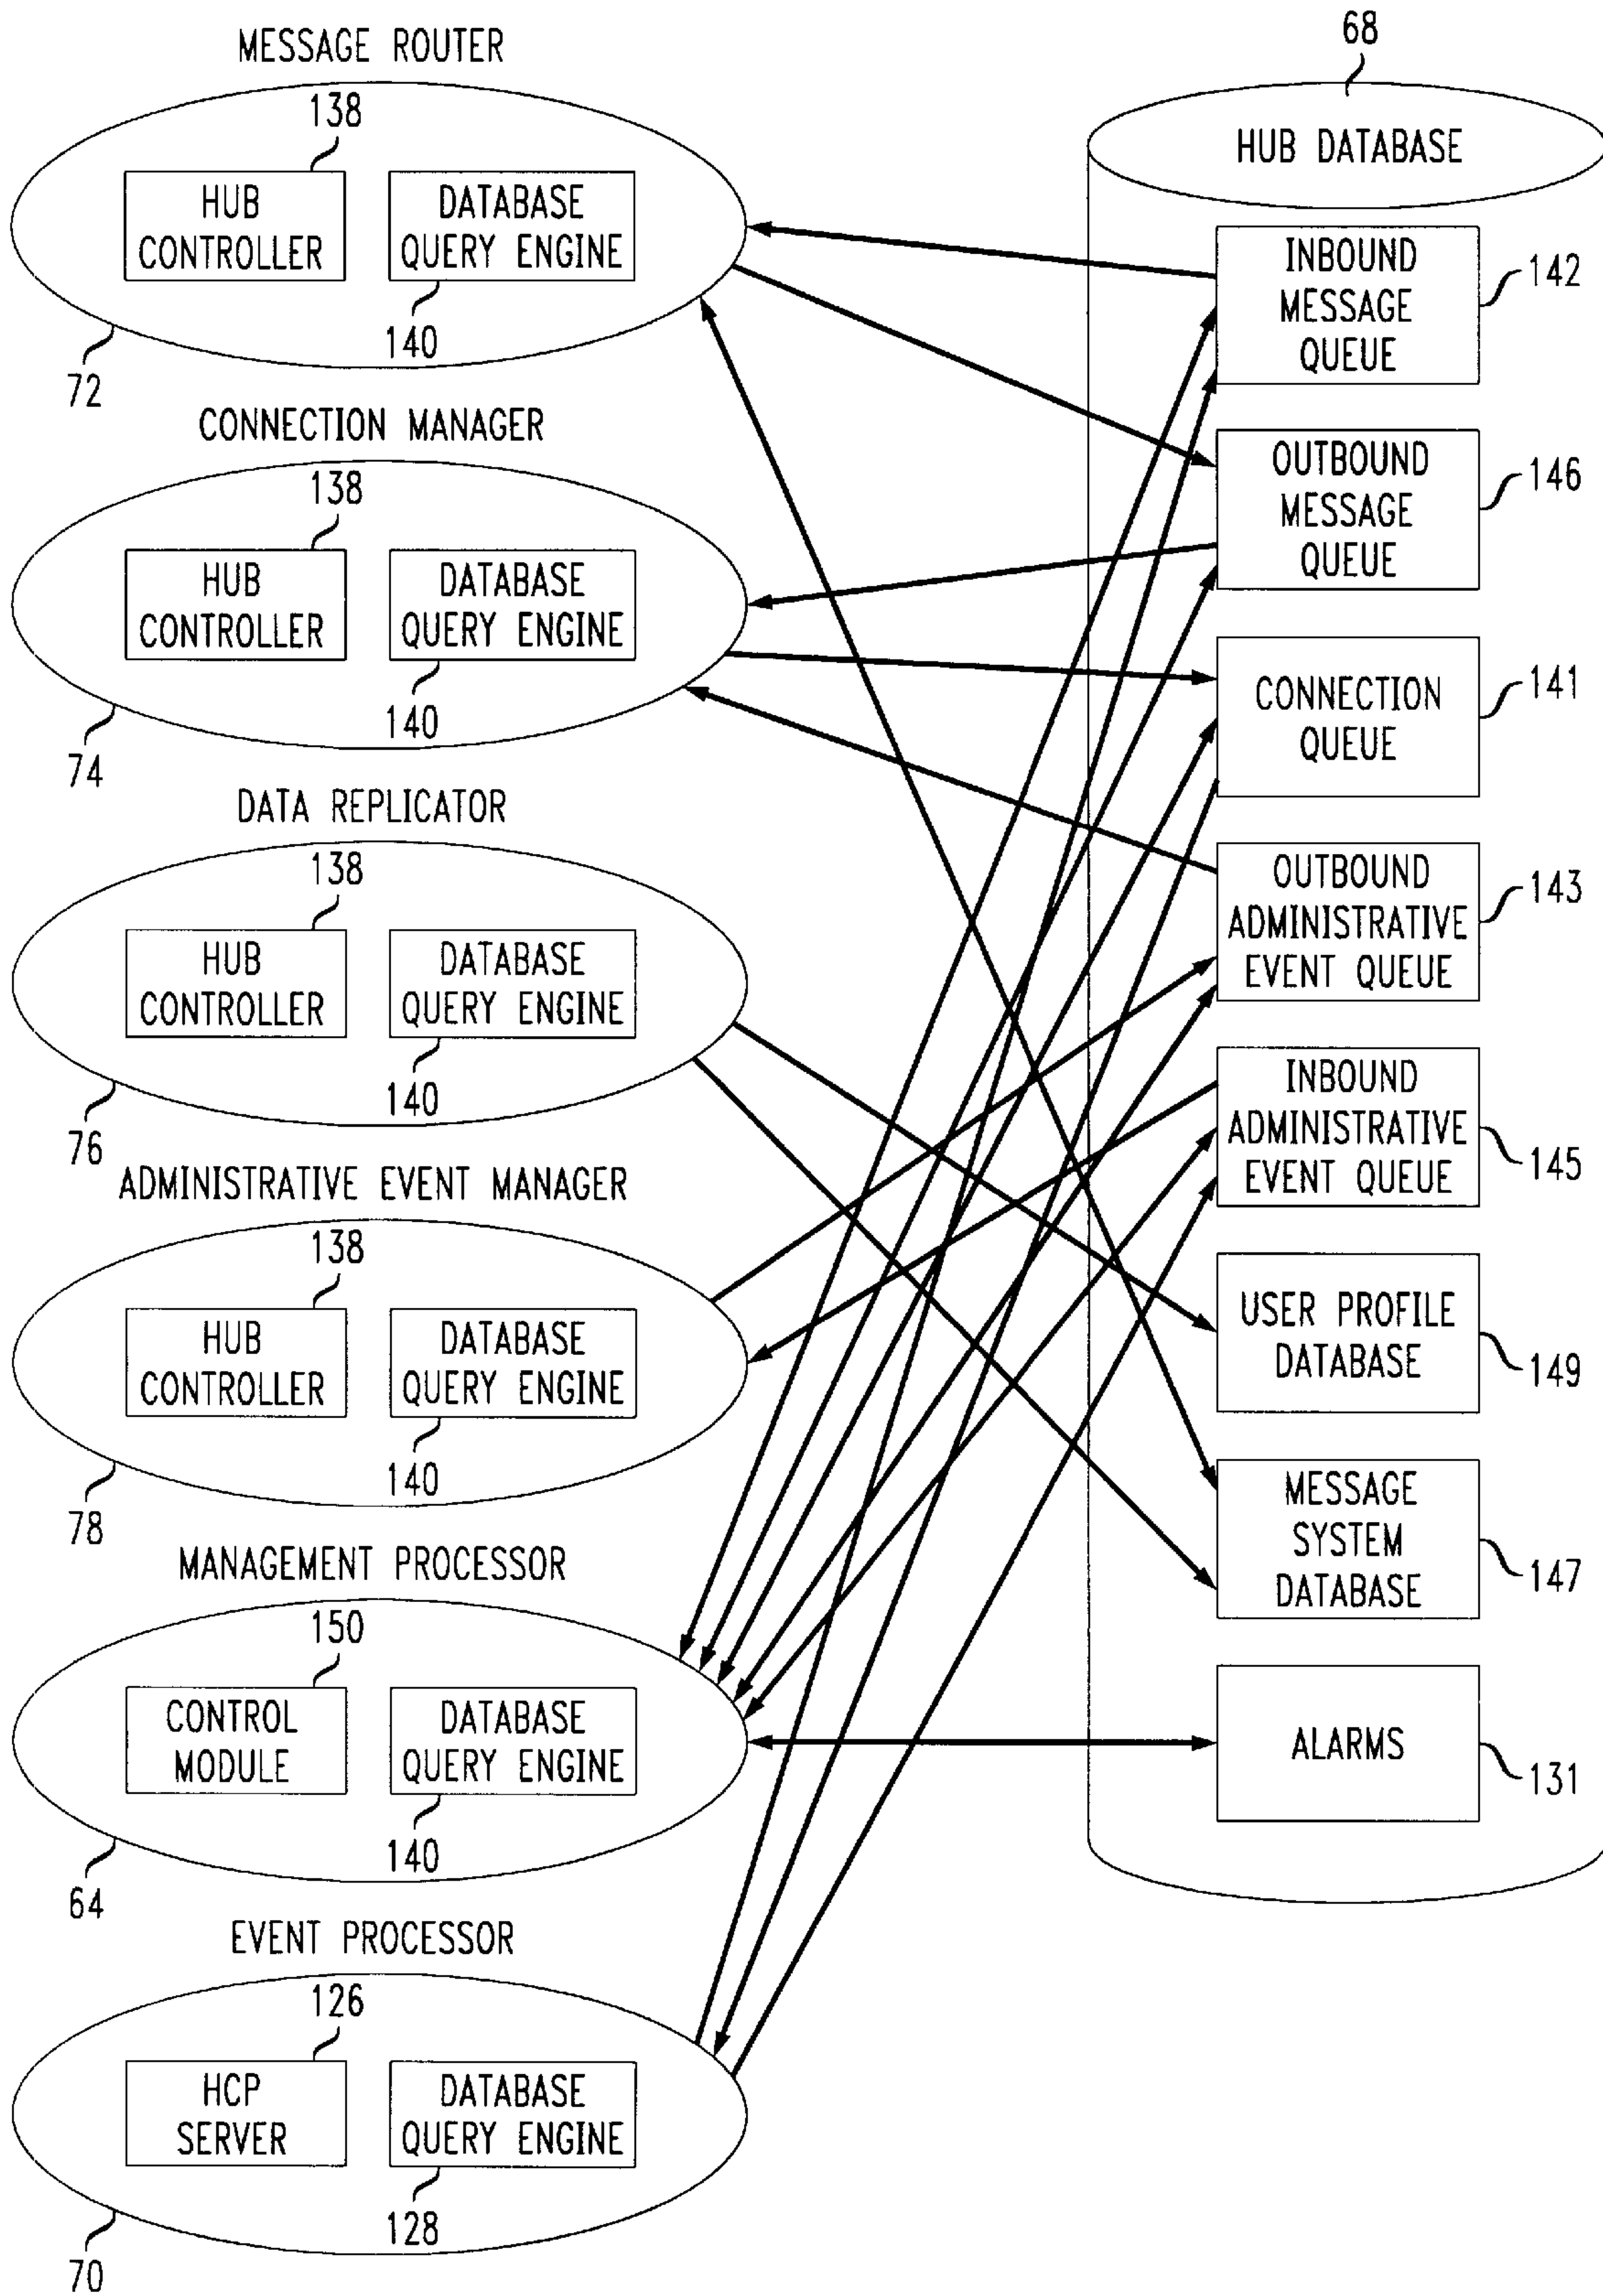 MESSAGE ROUTER
138
HUB
CONTROLLER
DATABASE
QUERY ENGINE
140
72
CONNECTION MANAGER
138
HUB
CONTROLLER
DATABASE
QUERY ENGINE
140
74
DATA REPLICATOR
138
HUB
CONTROLLER
DATABASE
QUERY ENGINE
140
76
ADMINISTRATIVE EVENT MANAGER
138
HUB
CONTROLLER
DATABASE
QUERY ENGINE
140
78
MANAGEMENT PROCESSOR
150
CONTROL
MODULE
DATABASE
QUERY ENGINE
140
64
EVENT PROCESSOR
126
HCP
SERVER
DATABASE
QUERY ENGINE
128
70
68
HUB DATABASE
INBOUND
MESSAGE
QUEUE
142
OUTBOUND
MESSAGE
QUEUE
146
CONNECTION
QUEUE
141
OUTBOUND
ADMINISTRATIVE
EVENT QUEUE
143
INBOUND
ADMINISTRATIVE
EVENT QUEUE
145
USER PROFILE
DATABASE
149
MESSAGE
SYSTEM
DATABASE
147
ALARMS
131